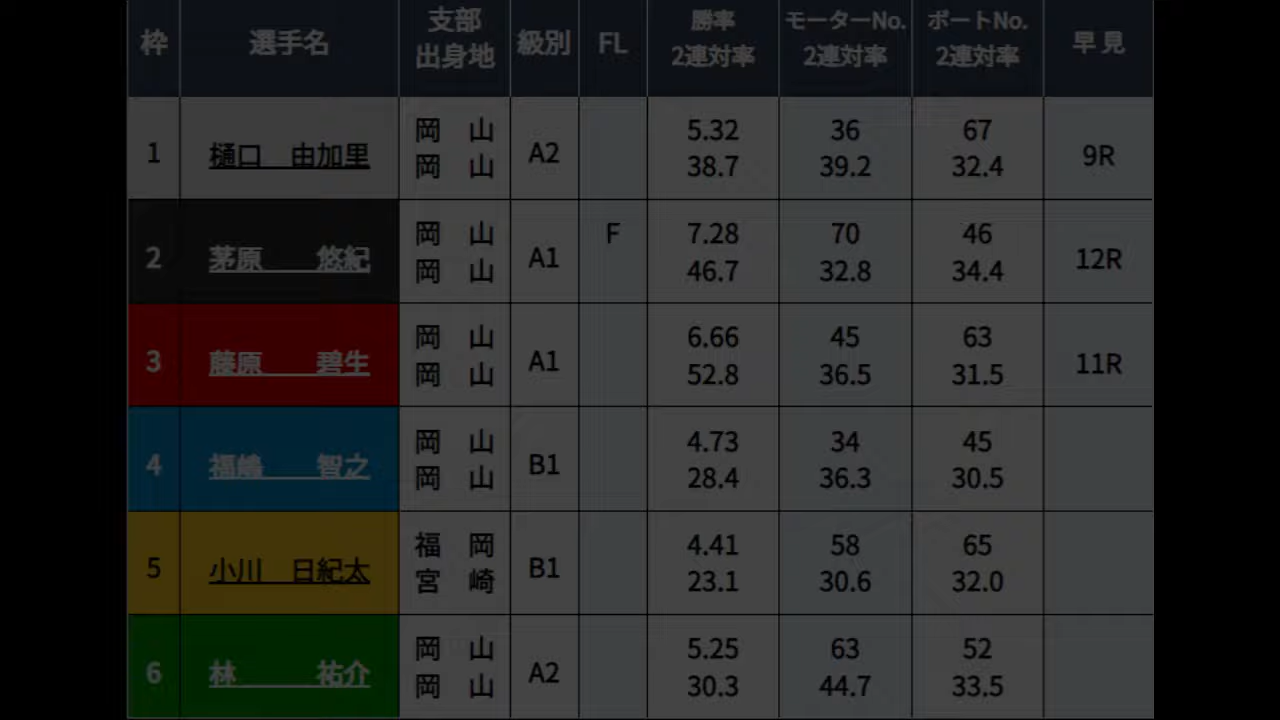 枠 選手名 支部 出身地 級別 FL 勝率 2連対率 モーターNo. 2連対率 ボートNo. 2連対率 早見
1 樋口 由加里 岡山 岡山 A2 5.32 38.7 36 39.2 67 32.4 9R
2 茅原 悠紀 岡山 岡山 A1 F 7.28 46.7 70 32.8 46 34.4 12R
3 藤原 碧生 岡山 岡山 A1 6.66 52.8 45 36.5 63 31.5 11R
4 福嶋 智之 岡山 岡山 B1 4.73 28.4 34 36.3 45 30.5
5 小川 日紀太 福岡 宮崎 B1 4.41 23.1 58 30.6 65 32.0
6 林 祐介 岡山 岡山 A2 5.25 30.3 63 44.7 52 33.5